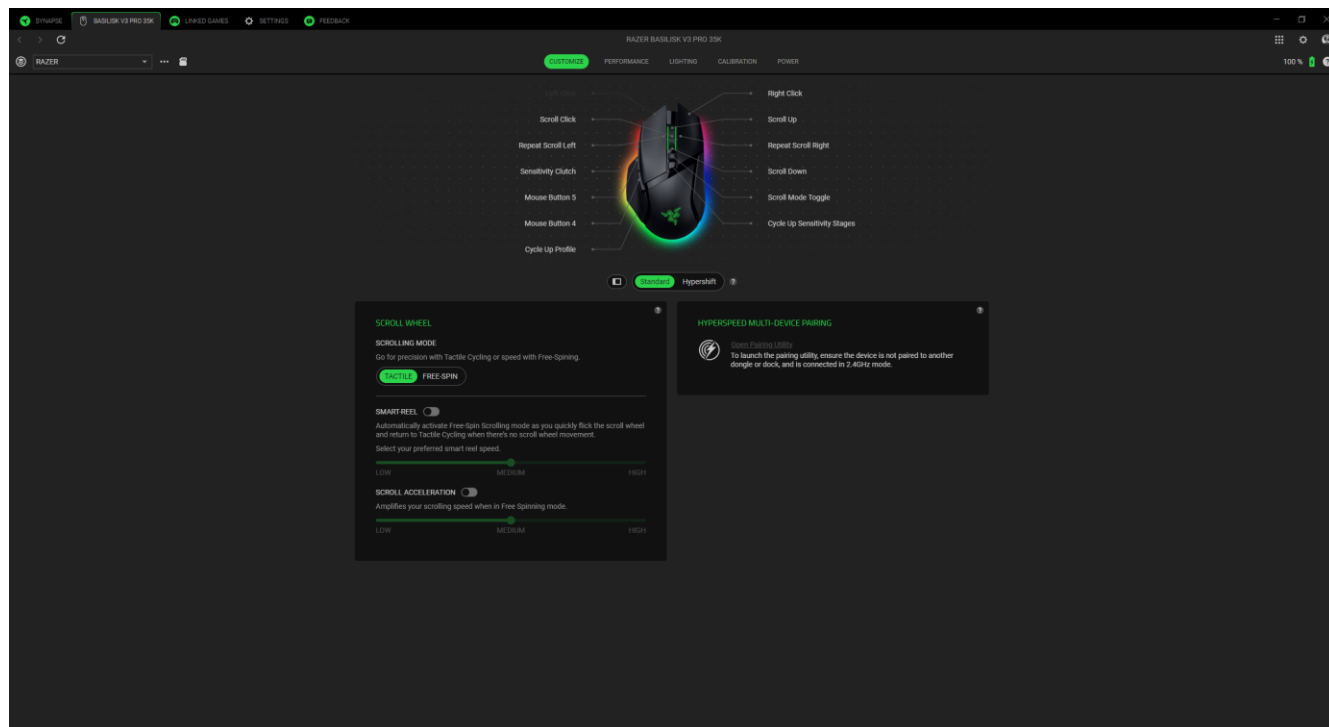 SYNAPSE
BASILISK V3 PRO 35K
LINKED GAMES
SETTINGS
FEEDBACK
RAZER BASILISK V3 PRO 35K
RAZER
CUSTOMIZE
PERFORMANCE
LIGHTING
CALIBRATION
POWER
100 %
Left Click
Right Click
Scroll Click
Scroll Up
Repeat Scroll Left
Repeat Scroll Right
Sensitivity Clutch
Scroll Down
Mouse Button 5
Scroll Mode Toggle
Mouse Button 4
Cycle Up Sensitivity Stages
Cycle Up Profile
Standard
Hypershift
?
SCROLL WHEEL
?
SCROLLING MODE
Go for precision with Tactile Cycling or speed with Free-Spining.
TACTILE
FREE-SPIN
SMART-REEL
Automatically activate Free-Spin Scrolling mode as you quickly flick the scroll wheel
and return to Tactile Cycling when there's no scroll wheel movement.
Select your preferred smart reel speed.
LOW
MEDIUM
HIGH
SCROLL ACCELERATION
Amplifies your scrolling speed when in Free Spinning mode.
LOW
MEDIUM
HIGH
HYPERSPEED MULTI-DEVICE PAIRING
?
Open Pairing Utility
To launch the pairing utility, ensure the device is not paired to another
dongle or dock, and is connected in 2.4GHz mode.